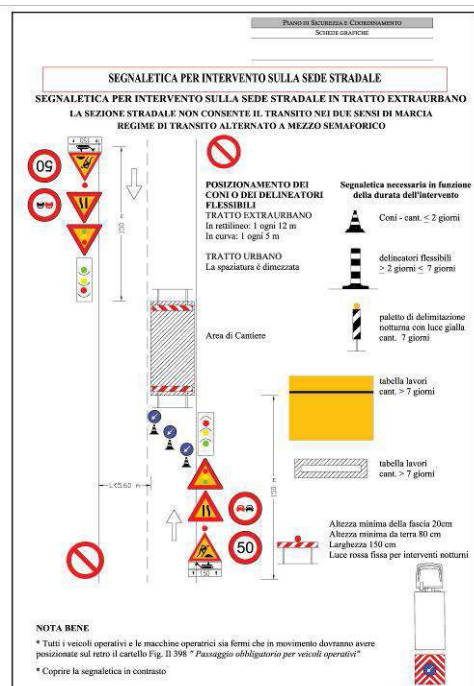 PIANO DI SICUREZZA E COORDINAMENTO
SCHEDE GRAFICHE
SEGNALETICA PER INTERVENTO SULLA SEDE STRADALE
SEGNALETICA PER INTERVENTO SULLA SEDE STRADALE IN TRATTO EXTRAURBANO
LA SEZIONE STRADALE NON CONSENTE IL TRANSITO NEI DUE SENSI DI MARCIA
REGIME DI TRANSITO ALTERNATO A MEZZO SEMAFORICO
150
50
150 m
POSIZIONAMENTO DEI
CONI O DEI DELINEATORI
FLESSIBILI
TRATTO EXTRAURBANO
In rettilineo: 1 ogni 12 m
In curva: 1 ogni 5 m
TRATTO URBANO
La spaziatura è dimezzata
Segnaletica necessaria in funzione
della durata dell'intervento
Coni - cant. ≤ 2 giorni
delineatori flessibili
> 2 giorni ≤ 7 giorni
paletto di delimitazione
notturna con luce gialla
cant. 7 giorni
Area di Cantiere
tabella lavori
cant. > 7 giorni
tabella lavori
cant. > 7 giorni
L<5.60 m
150 m
50
150
Altezza minima della fascia 20cm
Altezza minima da terra 80 cm
Larghezza 150 cm
Luce rossa fissa per interventi notturni
NOTA BENE
* Tutti i veicoli operativi e le macchine operatrici sia fermi che in movimento dovranno avere
posizionate sul retro il cartello Fig. II 398 " Passaggio obbligatorio per veicoli operativi"
* Coprire la segnaletica in contrasto